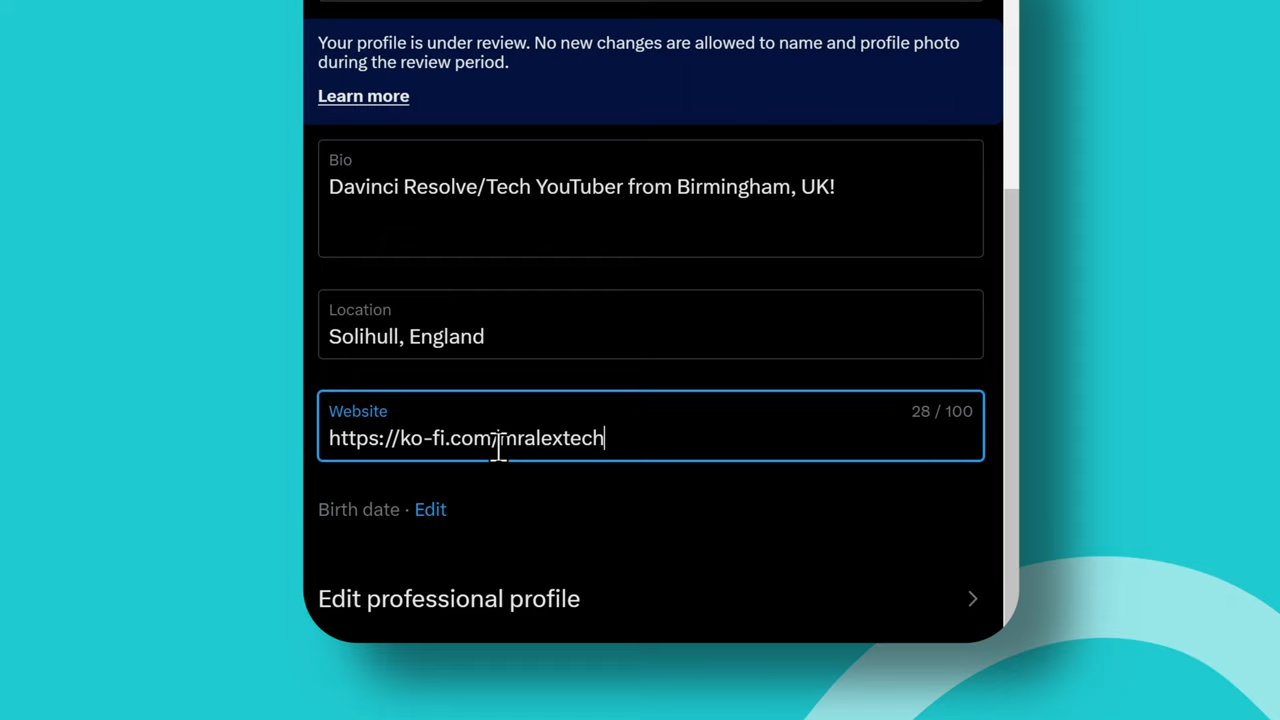 Your profile is under review. No new changes are allowed to name and profile photo
during the review period.
Learn more
Bio
Davinci Resolve/Tech YouTuber from Birmingham, UK!
Location
Solihull, England
Website
28 / 100
https://ko-fi.com/mralextech
Birth date · Edit
Edit professional profile